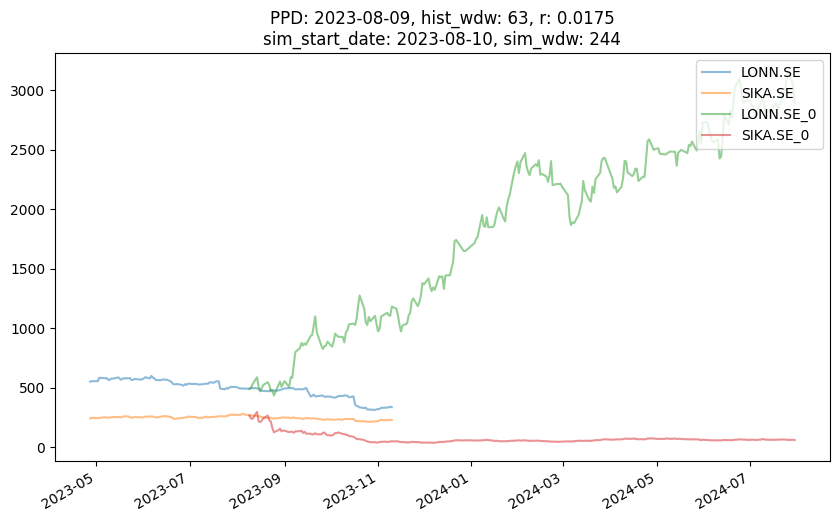 PPD: 2023-08-09, hist_wdw: 63, r: 0.0175
sim_start_date: 2023-08-10, sim_wdw: 244
LONN.SE
SIKA.SE
LONN.SE_0
SIKA.SE_0
3000
2500
2000
1500
1000
500
0
2023-05
2023-07
2023-09
2023-11
2024-01
2024-03
2024-05
2024-07